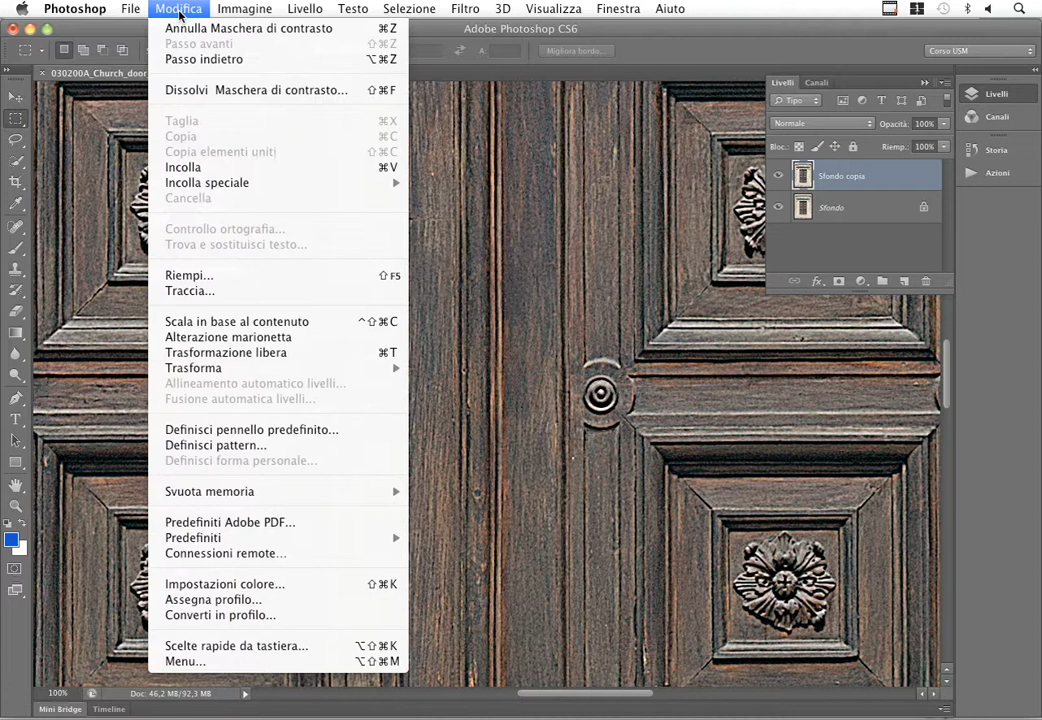 Photoshop File Modifica Immagine Livello Testo Selezione Filtro 3D Visualizza Finestra Aiuto
Adobe Photoshop CS6
A: Migliora bordo... Corso USM
030200A_Church_door
Annulla Maschera di contrasto ⌘Z
Passo avanti ⇧⌘Z
Passo indietro ⌥⌘Z
Dissolvi Maschera di contrasto... ⇧⌘F
Taglia ⌘X
Copia ⌘C
Copia elementi uniti ⇧⌘C
Incolla ⌘V
Incolla speciale
Cancella
Controllo ortografia...
Trova e sostituisci testo...
Riempi... ⇧F5
Traccia...
Scala in base al contenuto ^⇧⌘C
Alterazione marionetta
Trasformazione libera ⌘T
Trasforma
Allineamento automatico livelli...
Fusione automatica livelli...
Definisci pennello predefinito...
Definisci pattern...
Definisci forma personale...
Svuota memoria
Predefiniti Adobe PDF...
Predefiniti
Connessioni remote...
Impostazioni colore... ⇧⌘K
Assegna profilo...
Converti in profilo...
Scelte rapide da tastiera... ⌥⇧⌘K
Menu... ⌥⇧⌘M
Livelli Canali
Tipo
Normale Opacità: 100%
Bloc.: Riemp.: 100%
Sfondo copia
Sfondo
fx
Livelli
Canali
Storia
Azioni
100% Doc: 46,2 MB/92,3 MB
Mini Bridge Timeline